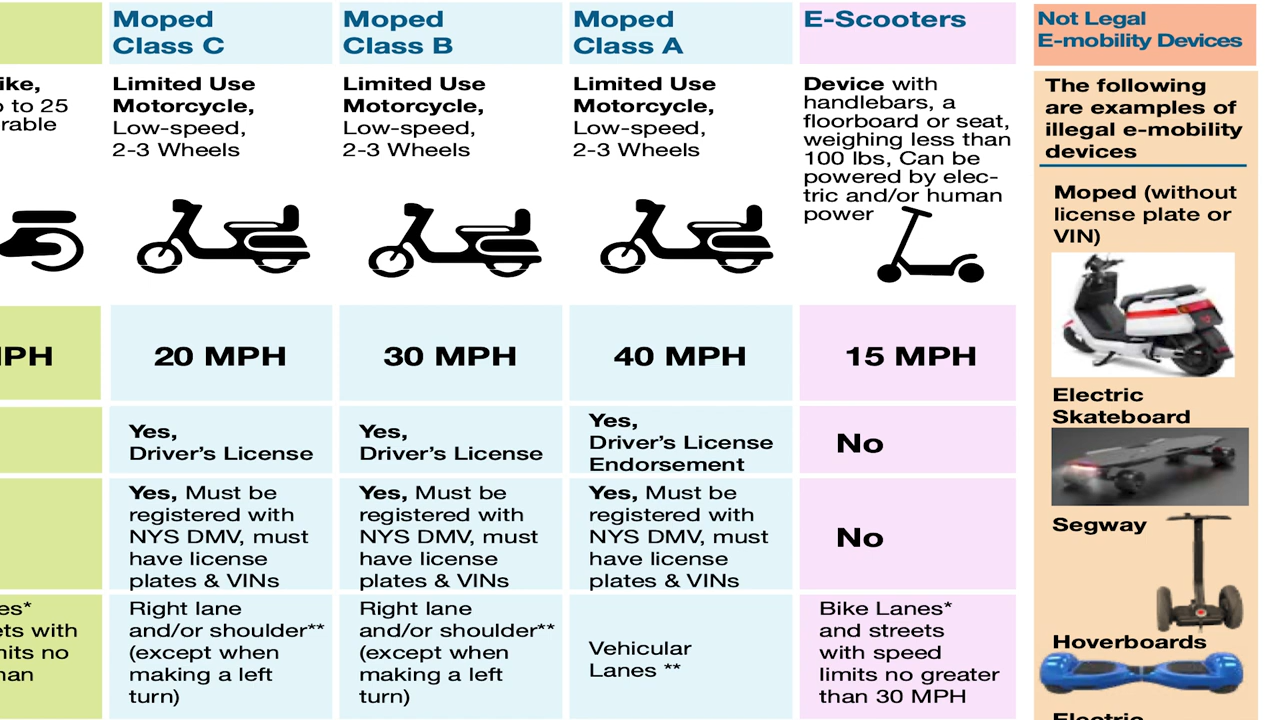 Moped
Class C
Limited Use
Motorcycle,
Low-speed,
2-3 Wheels
20 MPH
Yes,
Driver's License
Yes, Must be
registered with
NYS DMV, must
have license
plates & VINs
Right lane
and/or shoulder**
(except when
making a left
turn)
Moped
Class B
Limited Use
Motorcycle,
Low-speed,
2-3 Wheels
30 MPH
Yes,
Driver's License
Yes, Must be
registered with
NYS DMV, must
have license
plates & VINs
Right lane
and/or shoulder**
(except when
making a left
turn)
Moped
Class A
Limited Use
Motorcycle,
Low-speed,
2-3 Wheels
40 MPH
Yes,
Driver's License
Endorsement
Yes, Must be
registered with
NYS DMV, must
have license
plates & VINs
Vehicular
Lanes **
E-Scooters
Device with
handlebars, a
floorboard or seat,
weighing less than
100 lbs, Can be
powered by elec-
tric and/or human
power
15 MPH
No
No
Bike Lanes*
and streets
with speed
limits no greater
than 30 MPH
Not Legal
E-mobility Devices
The following
are examples of
illegal e-mobility
devices
Moped (without
license plate or
VIN)
Electric
Skateboard
Segway
Hoverboards
Electric